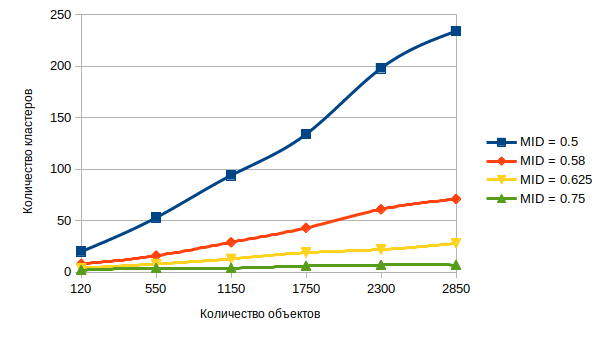 250
200
150
100
50
0
120 550 1150 1750 2300 2850
Количество кластеров
Количество объектов
MID = 0.5
MID = 0.58
MID = 0.625
MID = 0.75